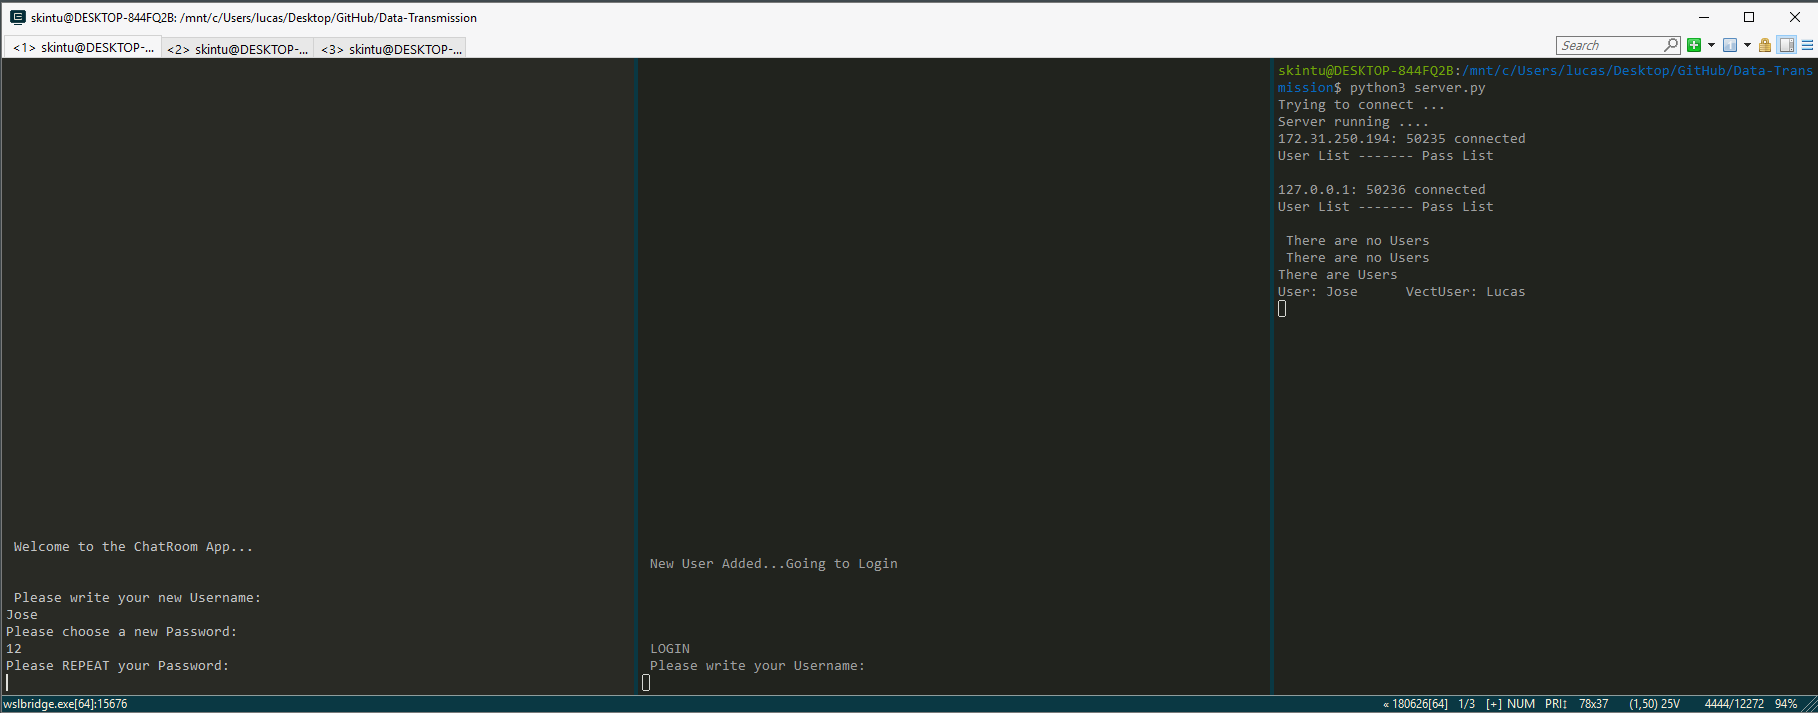 skintu@DESKTOP-844FQ2B: /mnt/c/Users/lucas/Desktop/GitHub/Data-Transmission
<1> skintu@DESKTOP-... <2> skintu@DESKTOP-... <3> skintu@DESKTOP-...
Search
Welcome to the ChatRoom App...
Please write your new Username:
Jose
Please choose a new Password:
12
Please REPEAT your Password:
New User Added...Going to Login
LOGIN
Please write your Username:
skintu@DESKTOP-844FQ2B:/mnt/c/Users/lucas/Desktop/GitHub/Data-Trans
mission$ python3 server.py
Trying to connect ...
Server running ....
172.31.250.194: 50235 connected
User List ------- Pass List
127.0.0.1: 50236 connected
User List ------- Pass List
There are no Users
There are no Users
There are Users
User: Jose      VectUser: Lucas
wslbridge.exe[64]:15676
« 180626[64] 1/3 [+] NUM PRI↕ 78x37 (1,50) 25V 4444/12272 94%